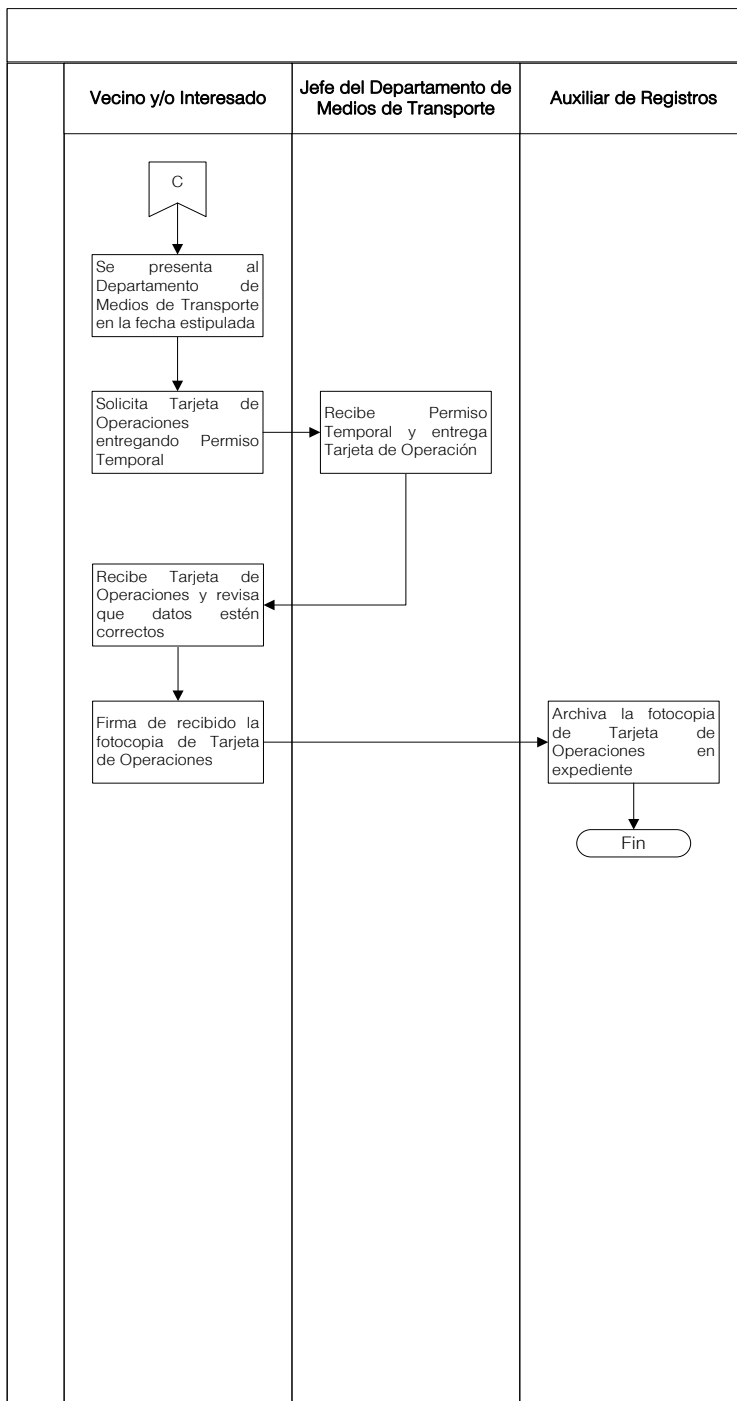 Vecino y/o Interesado
Jefe del Departamento de
Medios de Transporte
Auxiliar de Registros
C
Se presenta al
Departamento de
Medios de Transporte
en la fecha estipulada
Solicita Tarjeta de
Operaciones
entregando Permiso
Temporal
Recibe Permiso
Temporal y entrega
Tarjeta de Operación
Recibe Tarjeta de
Operaciones y revisa
que datos estén
correctos
Firma de recibido la
fotocopia de Tarjeta
de Operaciones
Archiva la fotocopia
de Tarjeta de
Operaciones en
expediente
Fin